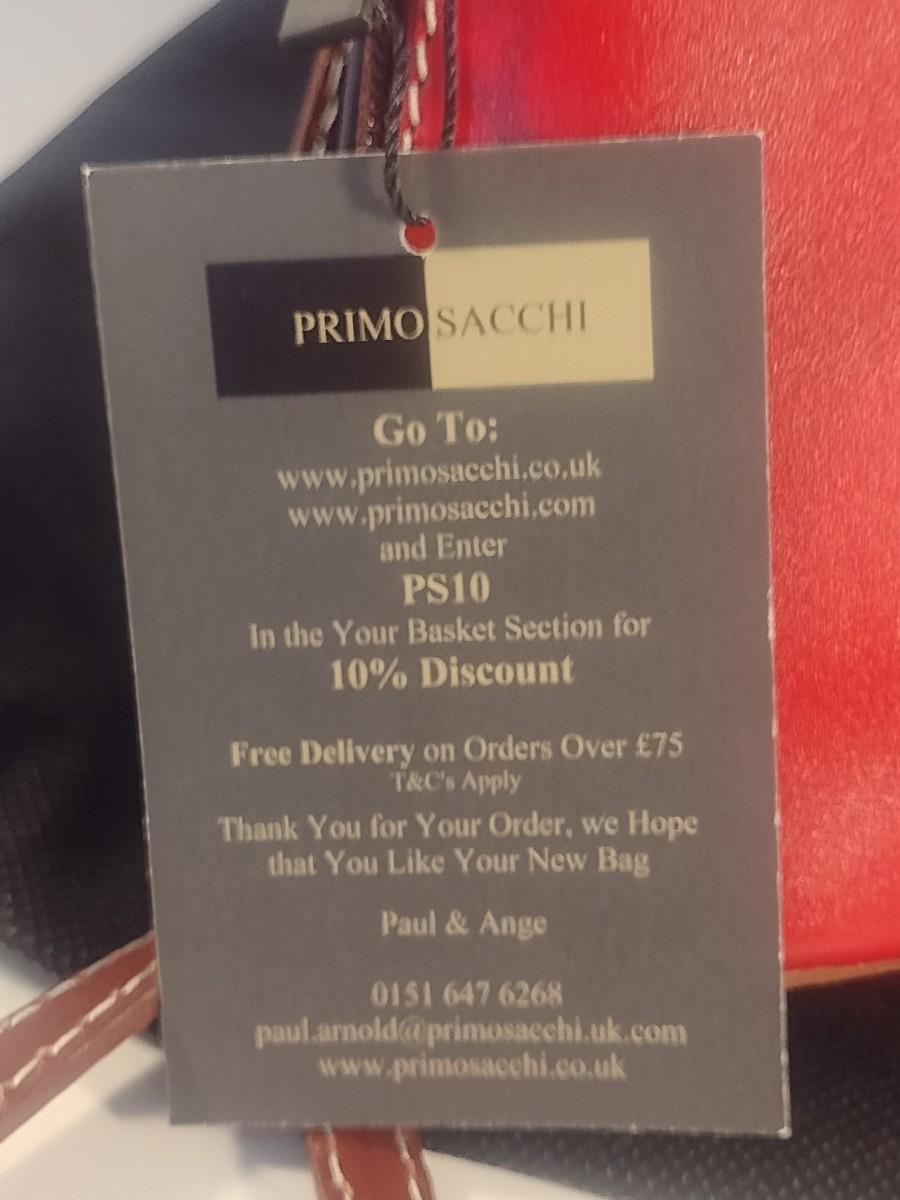 PRIMO SACCHI
Go To:
www.primosacchi.co.uk
www.primosacchi.com
and Enter
PS10
In the Your Basket Section for
10% Discount
Free Delivery on Orders Over £75
T&C's Apply
Thank You for Your Order, we Hope
that You Like Your New Bag
Paul & Ange
0151 647 6268
paul.arnold@primosacchi.uk.com
www.primosacchi.co.uk